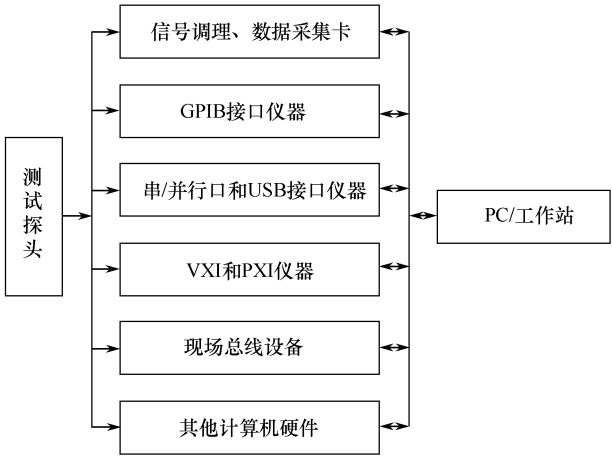 测试探头
信号调理、数据采集卡
GPIB接口仪器
串/并行口和USB接口仪器
VXI和PXI仪器
现场总线设备
其他计算机硬件
PC/工作站